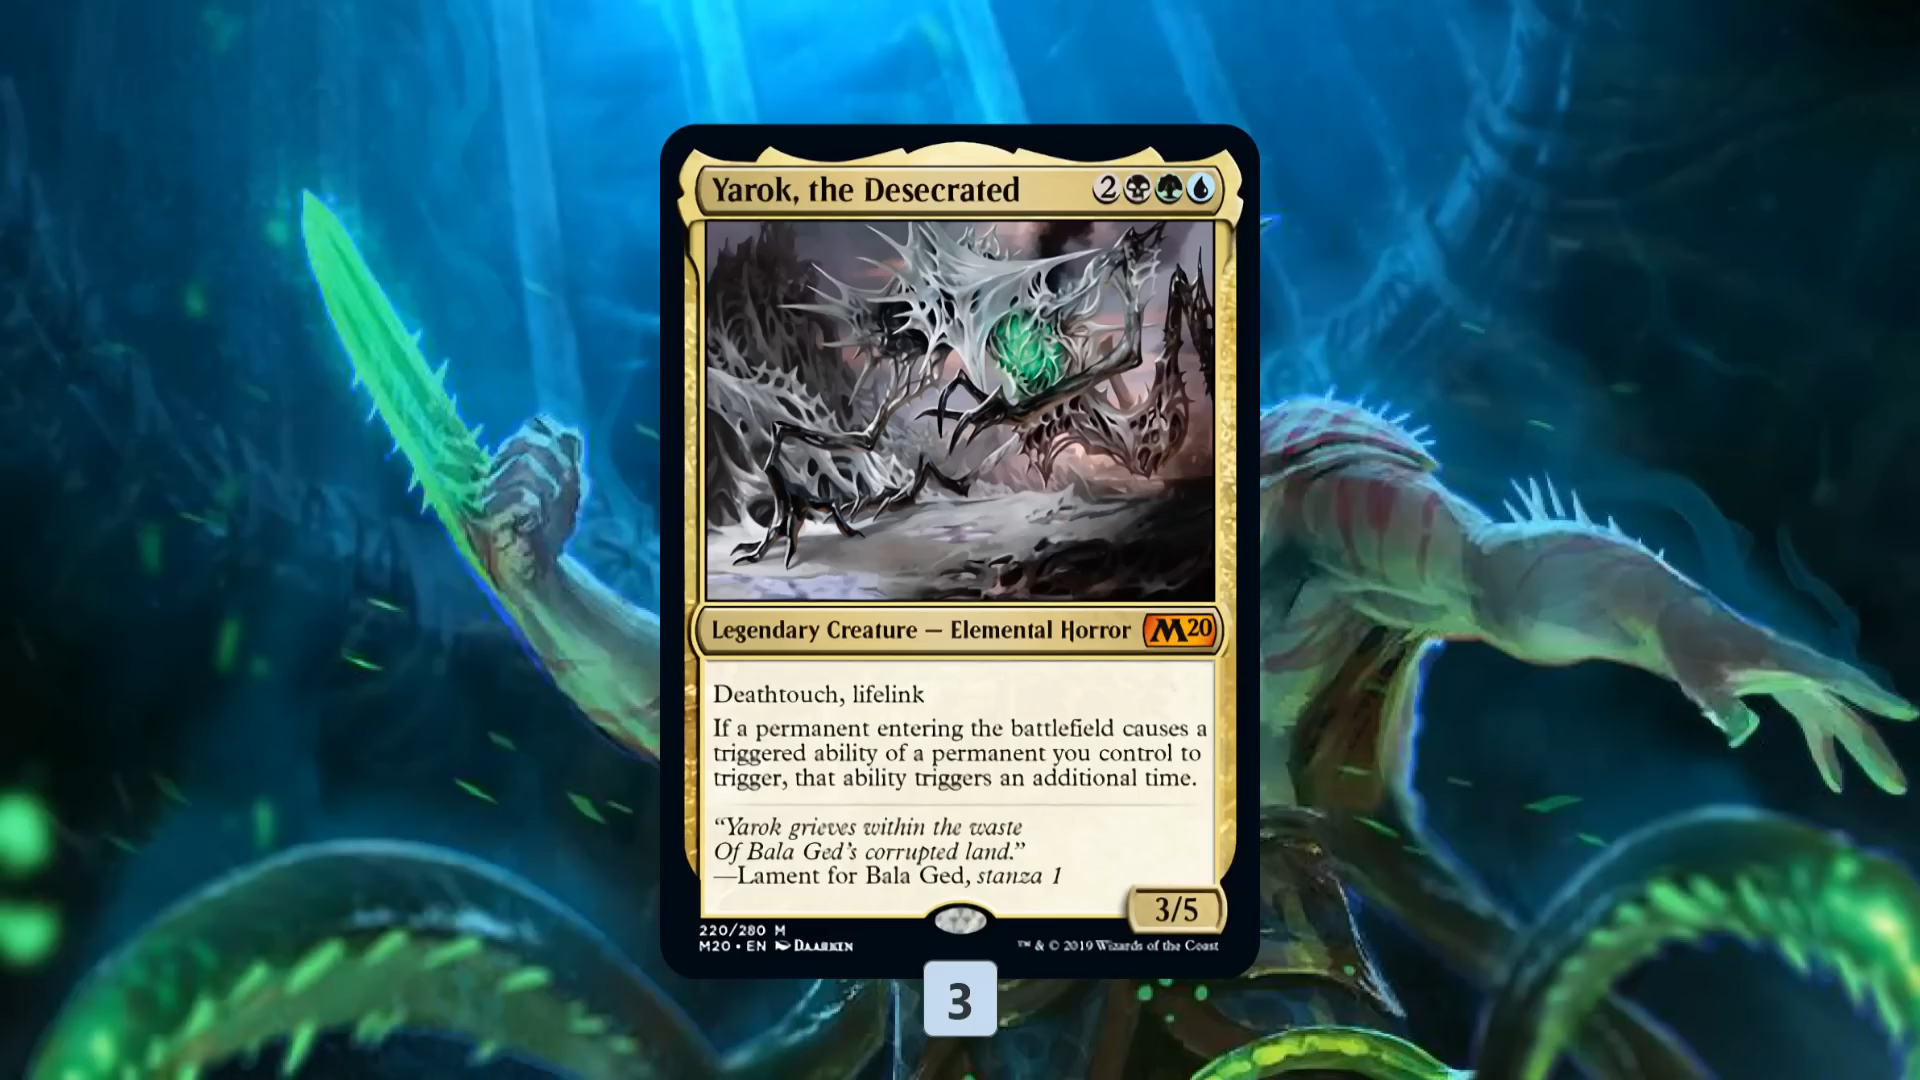 Yarok, the Desecrated 2
Legendary Creature — Elemental Horror M20
Deathtouch, lifelink
If a permanent entering the battlefield causes a
triggered ability of a permanent you control to
trigger, that ability triggers an additional time.
“Yarok grieves within the waste
Of Bala Ged’s corrupted land.”
—Lament for Bala Ged, stanza 1
3/5
220/280 M
M20 • EN Daarken
™ & © 2019 Wizards of the Coast
3